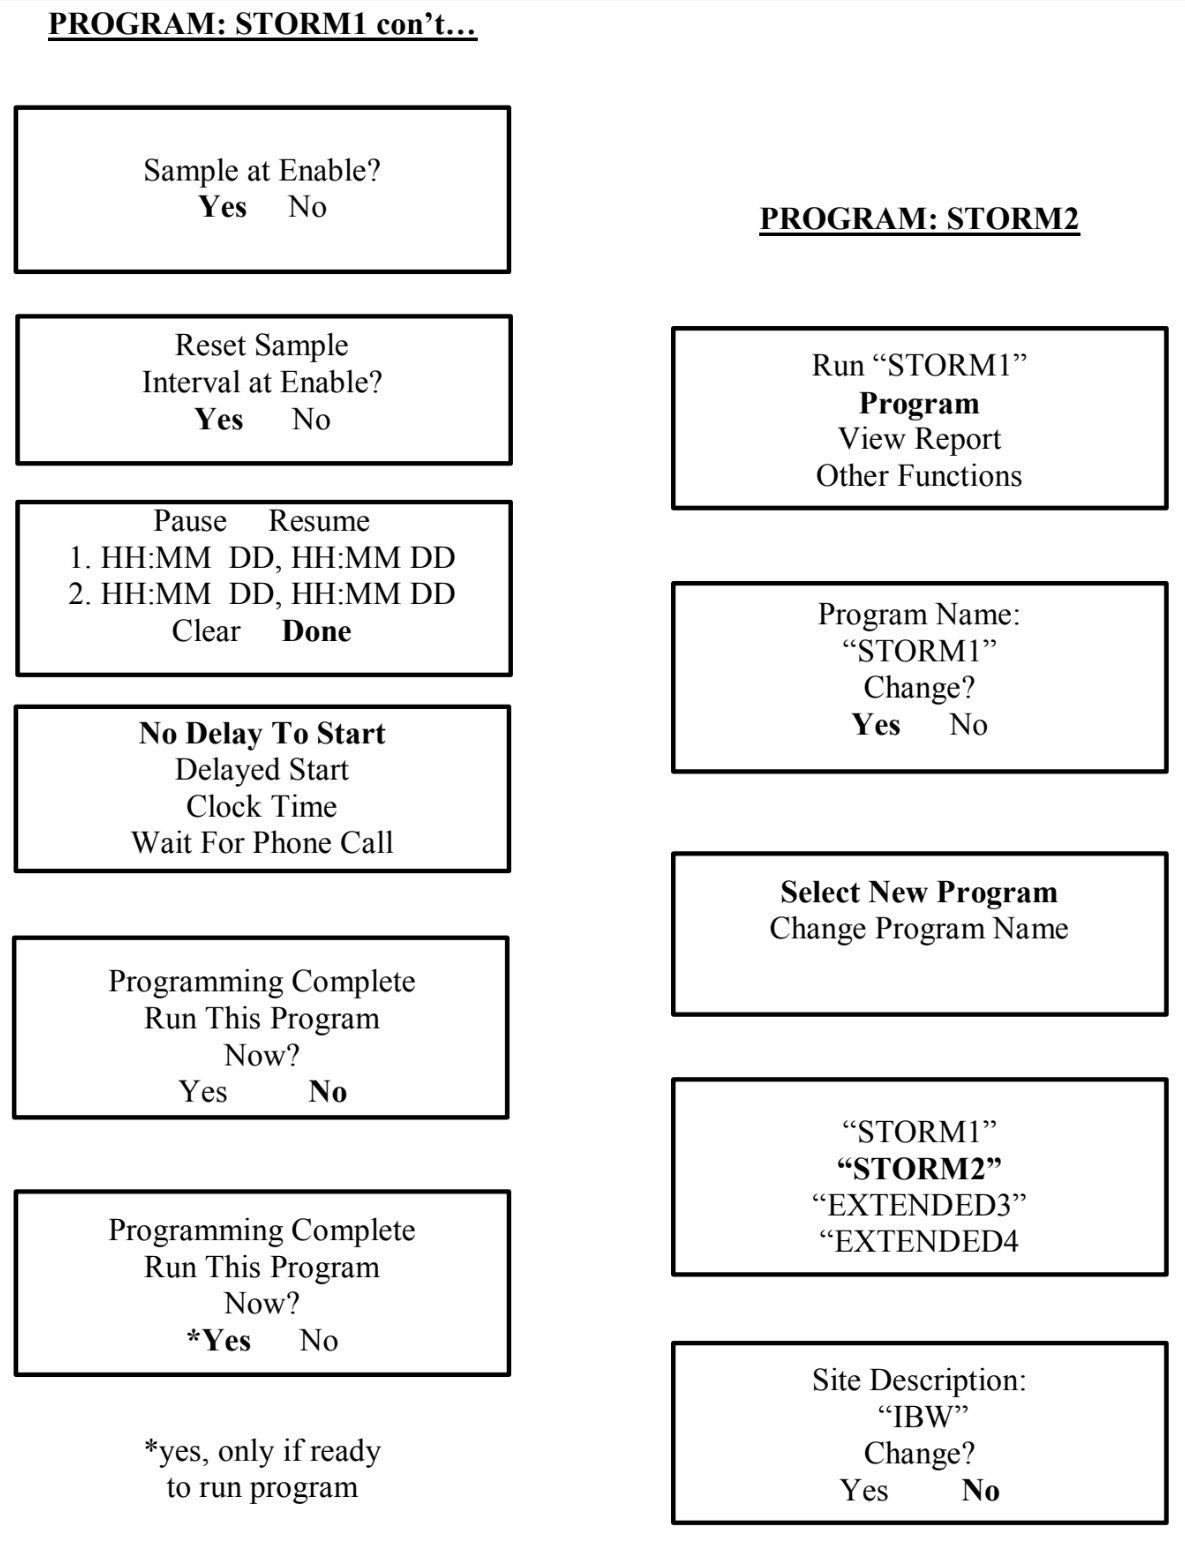 PROGRAM: STORM1 con’t…
Sample at Enable?
Yes No
Reset Sample
Interval at Enable?
Yes No
Pause Resume
1. HH:MM DD, HH:MM DD
2. HH:MM DD, HH:MM DD
Clear Done
No Delay To Start
Delayed Start
Clock Time
Wait For Phone Call
Programming Complete
Run This Program
Now?
Yes No
Programming Complete
Run This Program
Now?
*Yes No
*yes, only if ready
to run program
PROGRAM: STORM2
Run “STORM1”
Program
View Report
Other Functions
Program Name:
“STORM1”
Change?
Yes No
Select New Program
Change Program Name
“STORM1”
“STORM2”
“EXTENDED3”
“EXTENDED4
Site Description:
“IBW”
Change?
Yes No